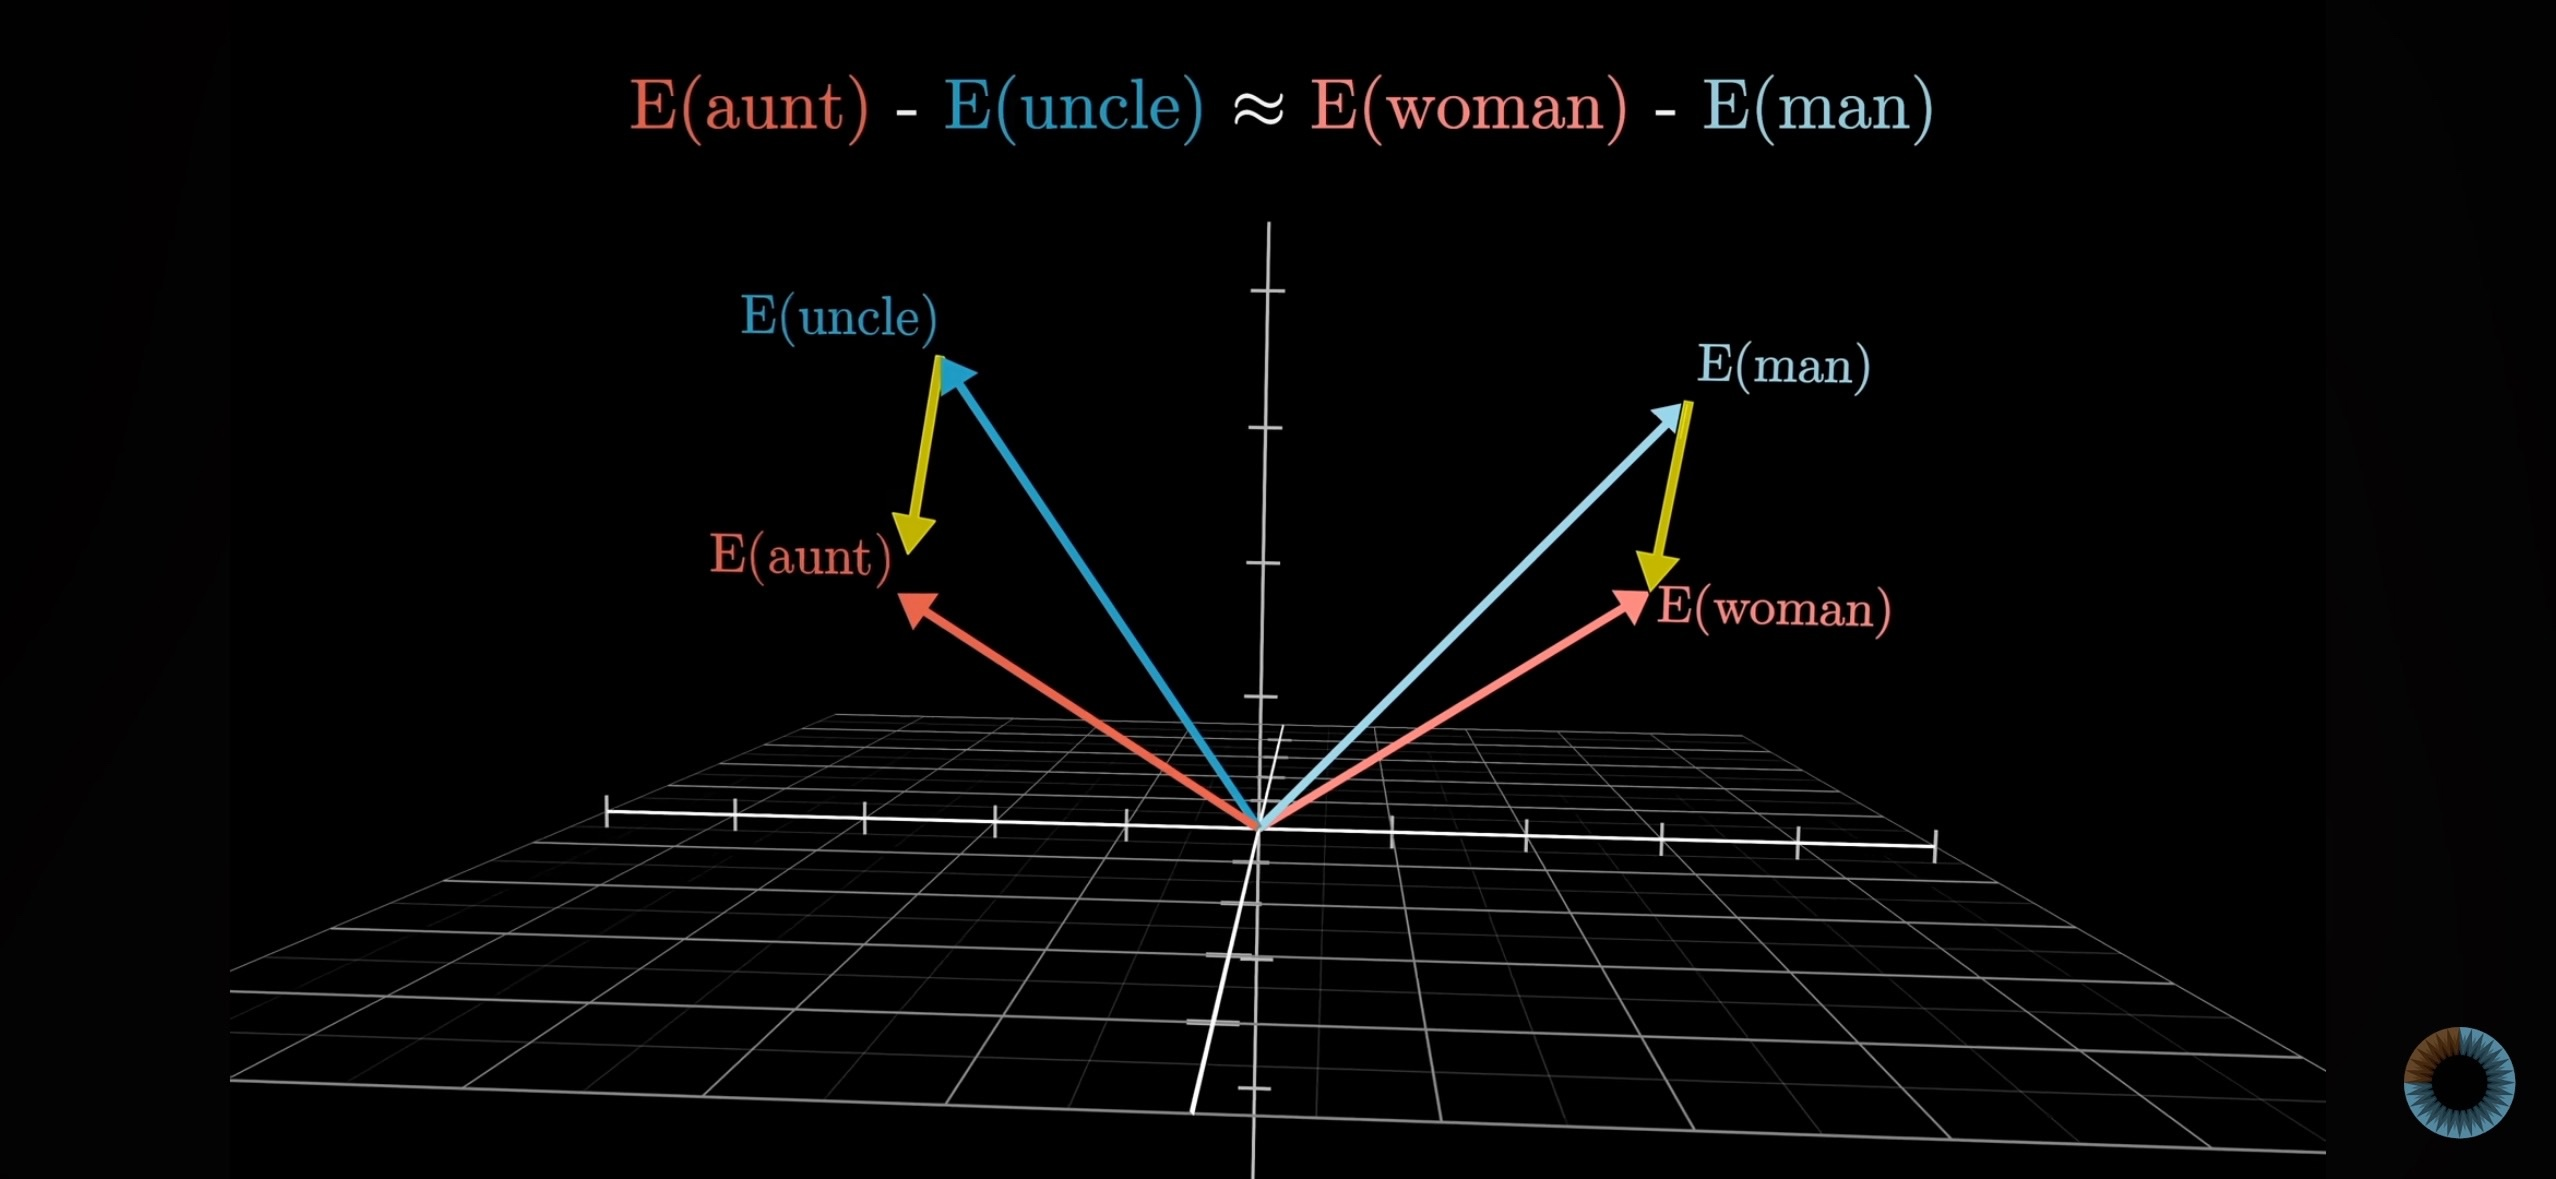 E(aunt) - E(uncle) ≈ E(woman) - E(man)
E(uncle)
E(man)
E(aunt)
E(woman)